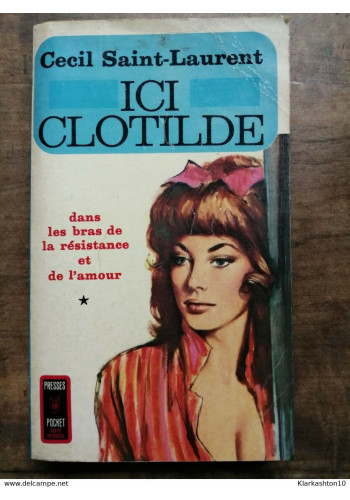 Cecil Saint-Laurent
ICI
CLOTILDE
dans
les bras de
la résistance
et
de l'amour
*
PRESSES
POCKET
www.delcampe.net
Klarkashton10